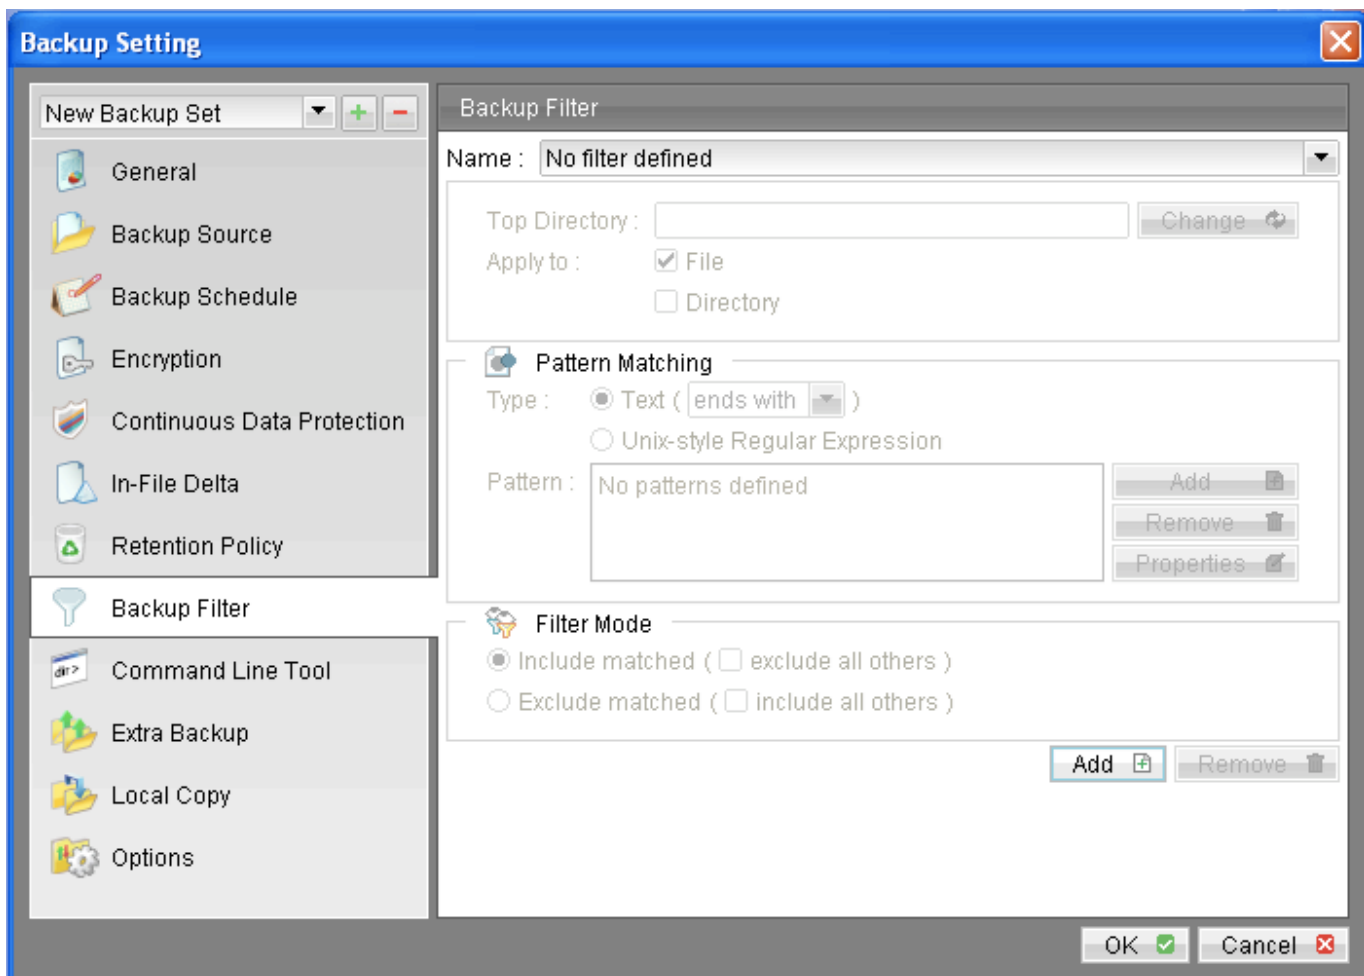 Backup Setting
New Backup Set
General
Backup Source
Backup Schedule
Encryption
Continuous Data Protection
In-File Delta
Retention Policy
Backup Filter
dir>
Command Line Tool
Extra Backup
Local Copy
Options
Backup Filter
Name : No filter defined
Top Directory : Change
Apply to : File
Directory
Pattern Matching
Type : Text ( ends with )
Unix-style Regular Expression
Pattern : No patterns defined
Add
Remove
Properties
Filter Mode
Include matched ( exclude all others )
Exclude matched ( include all others )
Add Remove
OK Cancel